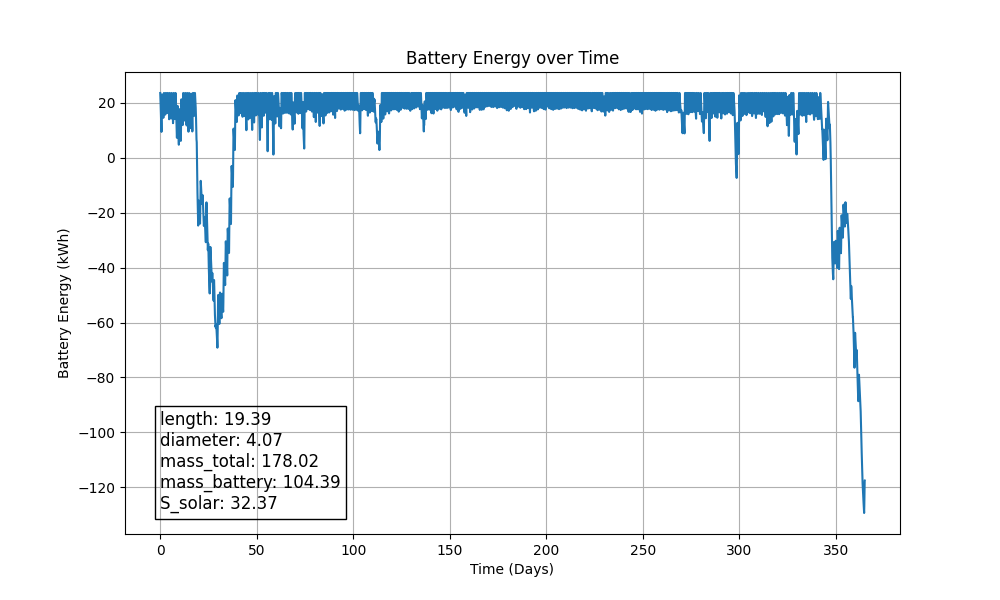 Battery Energy over Time
Battery Energy (kWh)
20
0
−20
−40
−60
−80
−100
−120
length: 19.39
diameter: 4.07
mass_total: 178.02
mass_battery: 104.39
S_solar: 32.37
0 50 100 150 200 250 300 350
Time (Days)